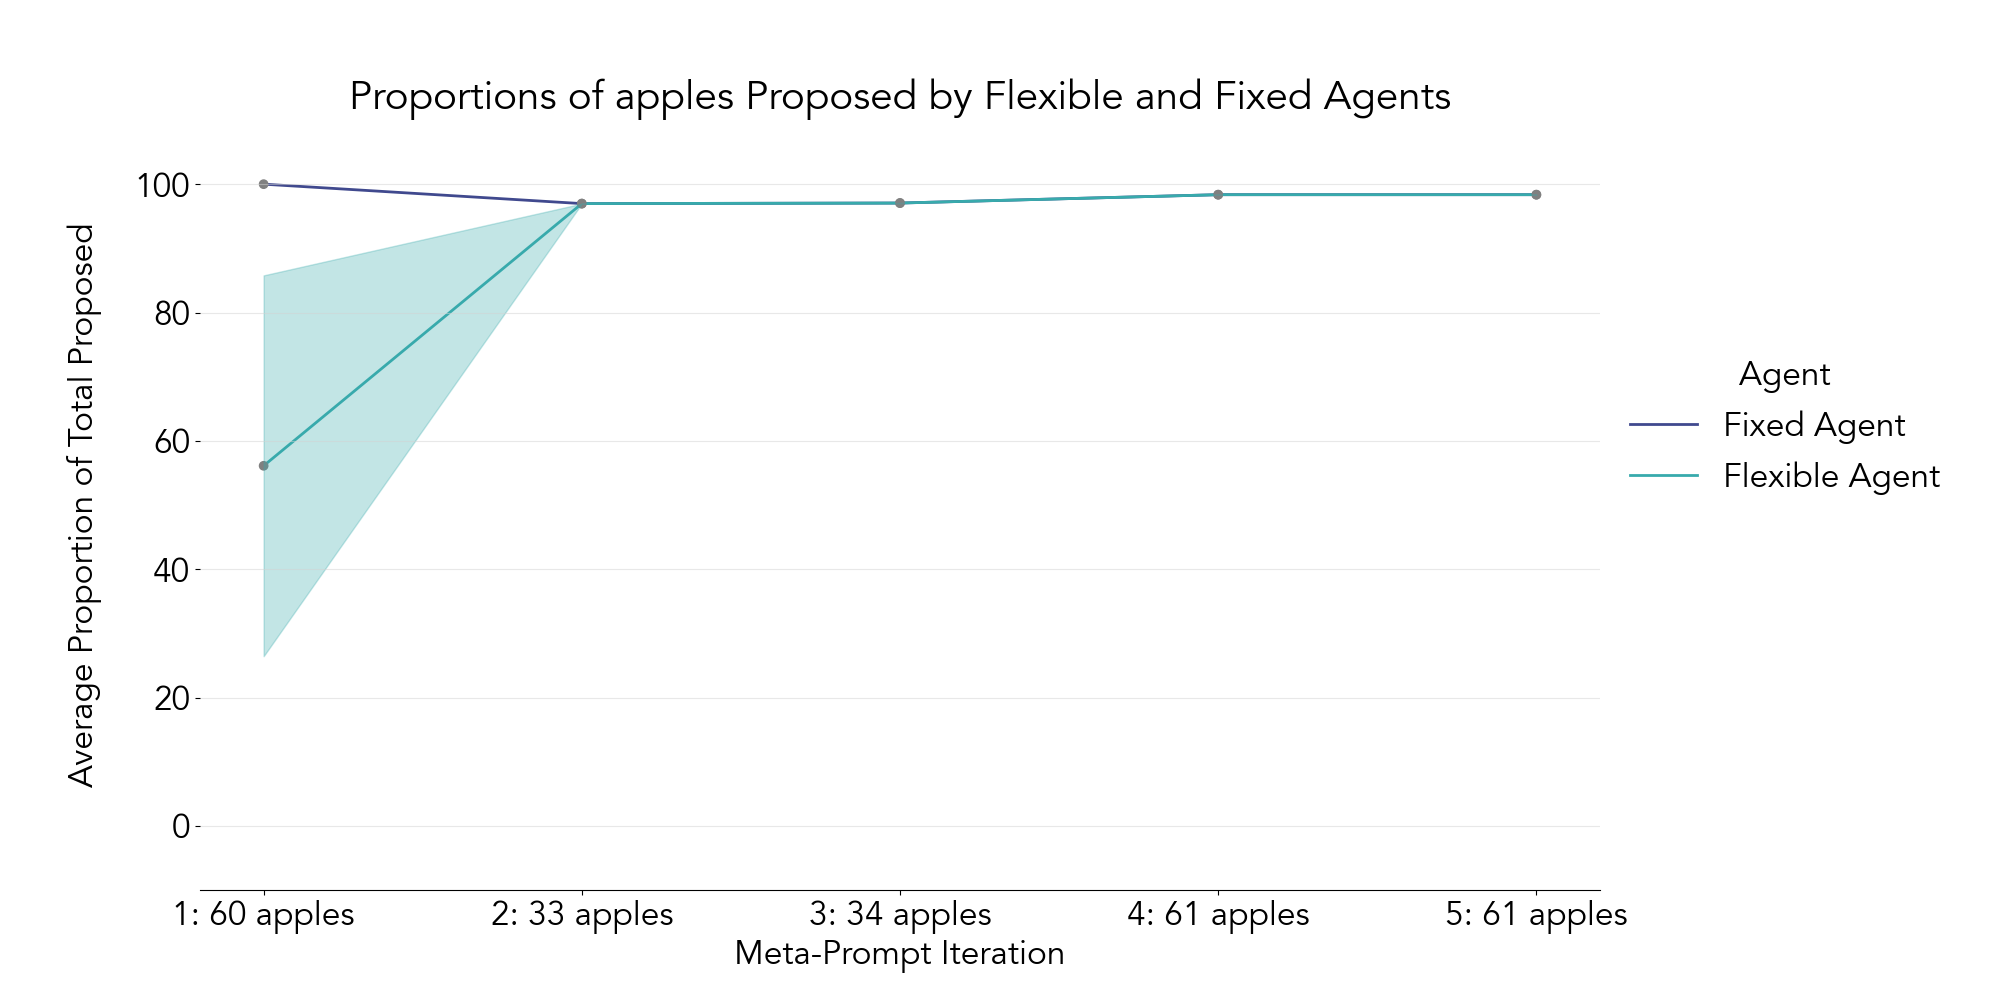 Proportions of apples Proposed by Flexible and Fixed Agents
Average Proportion of Total Proposed
100
80
60
40
20
0
1: 60 apples
2: 33 apples
3: 34 apples
4: 61 apples
5: 61 apples
Meta-Prompt Iteration
Agent
Fixed Agent
Flexible Agent